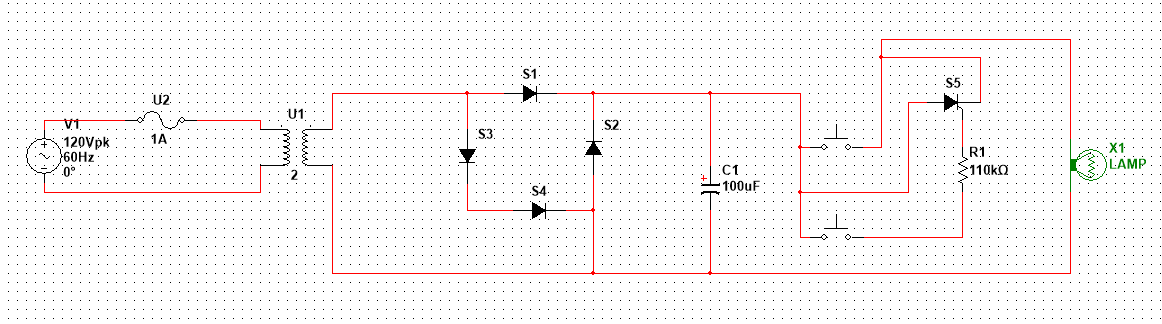 V1
120Vpk
60Hz
0°
U2
1A
U1
2
S1
S3
S2
S4
C1
100uF
S5
R1
110kΩ
X1
LAMP